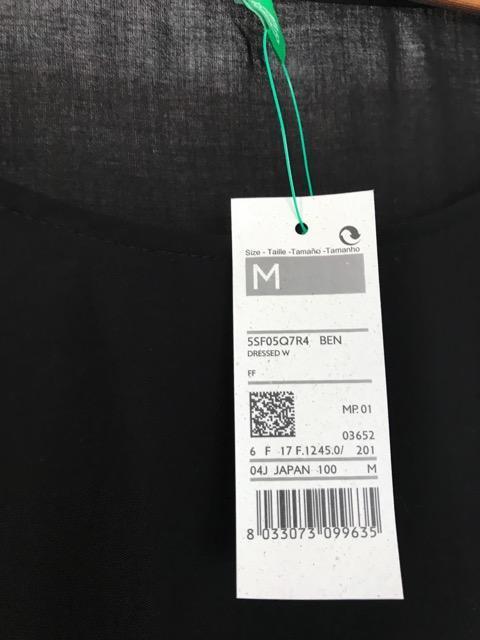 Size - Taille -Tamaño -Tamanho
M
5SF05Q7R4 BEN
DRESSED W
FF
MP. 01
03652
6 F 17 F.1245.0/ 201
04J JAPAN 100 M
8 033073 099635